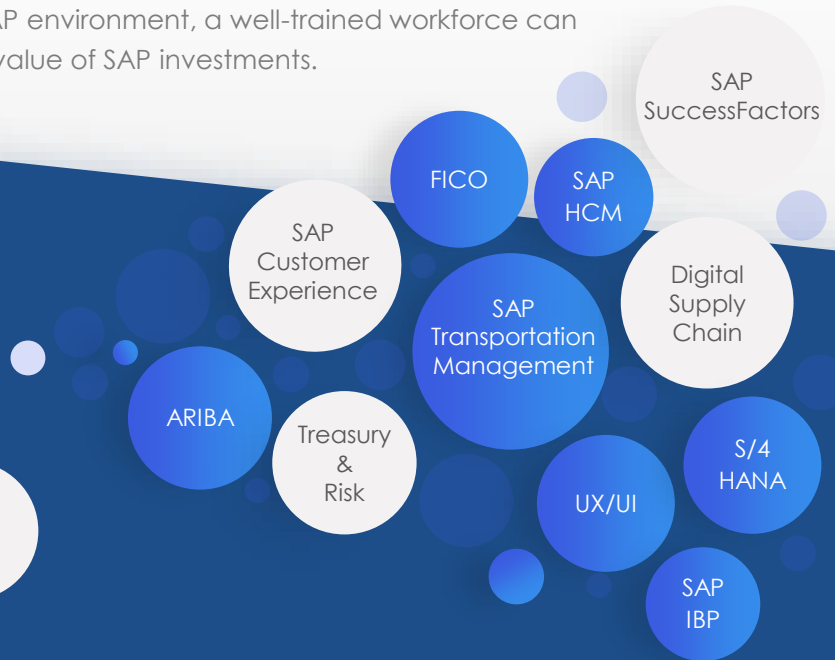 AP environment, a well-trained workforce can
value of SAP investments.
SAP
SuccessFactors
FICO
SAP
HCM
SAP
Customer
Experience
SAP
Transportation
Management
Digital
Supply
Chain
ARIBA
Treasury
&
Risk
UX/UI
S/4
HANA
SAP
IBP